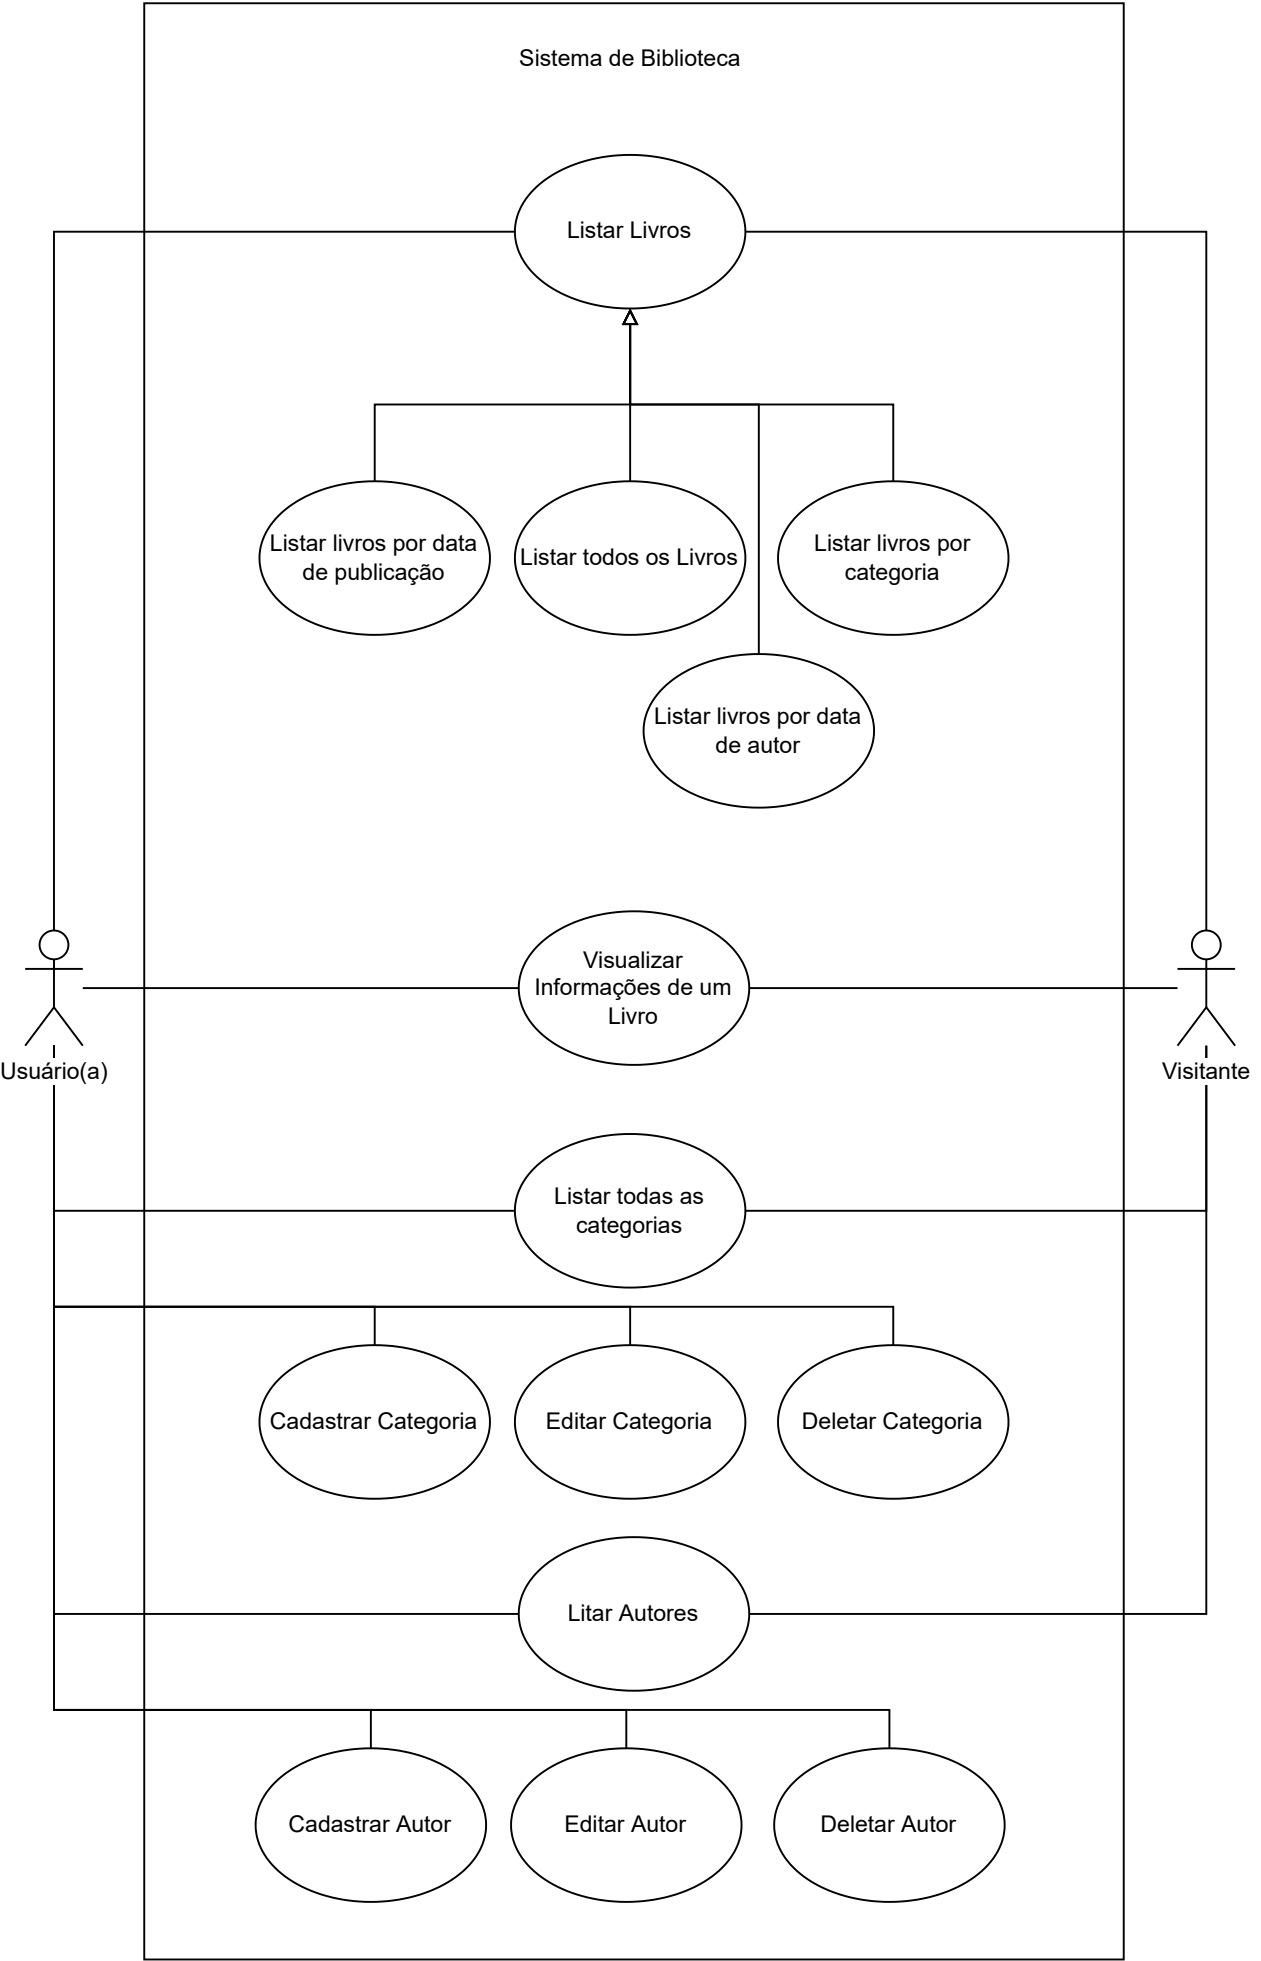 Sistema de Biblioteca
Listar Livros
Listar livros por data
de publicação
Listar todos os Livros
Listar livros por
categoria
Listar livros por data
de autor
Visualizar
Informações de um
Livro
Usuário(a)
Visitante
Listar todas as
categorias
Cadastrar Categoria
Editar Categoria
Deletar Categoria
Litar Autores
Cadastrar Autor
Editar Autor
Deletar Autor